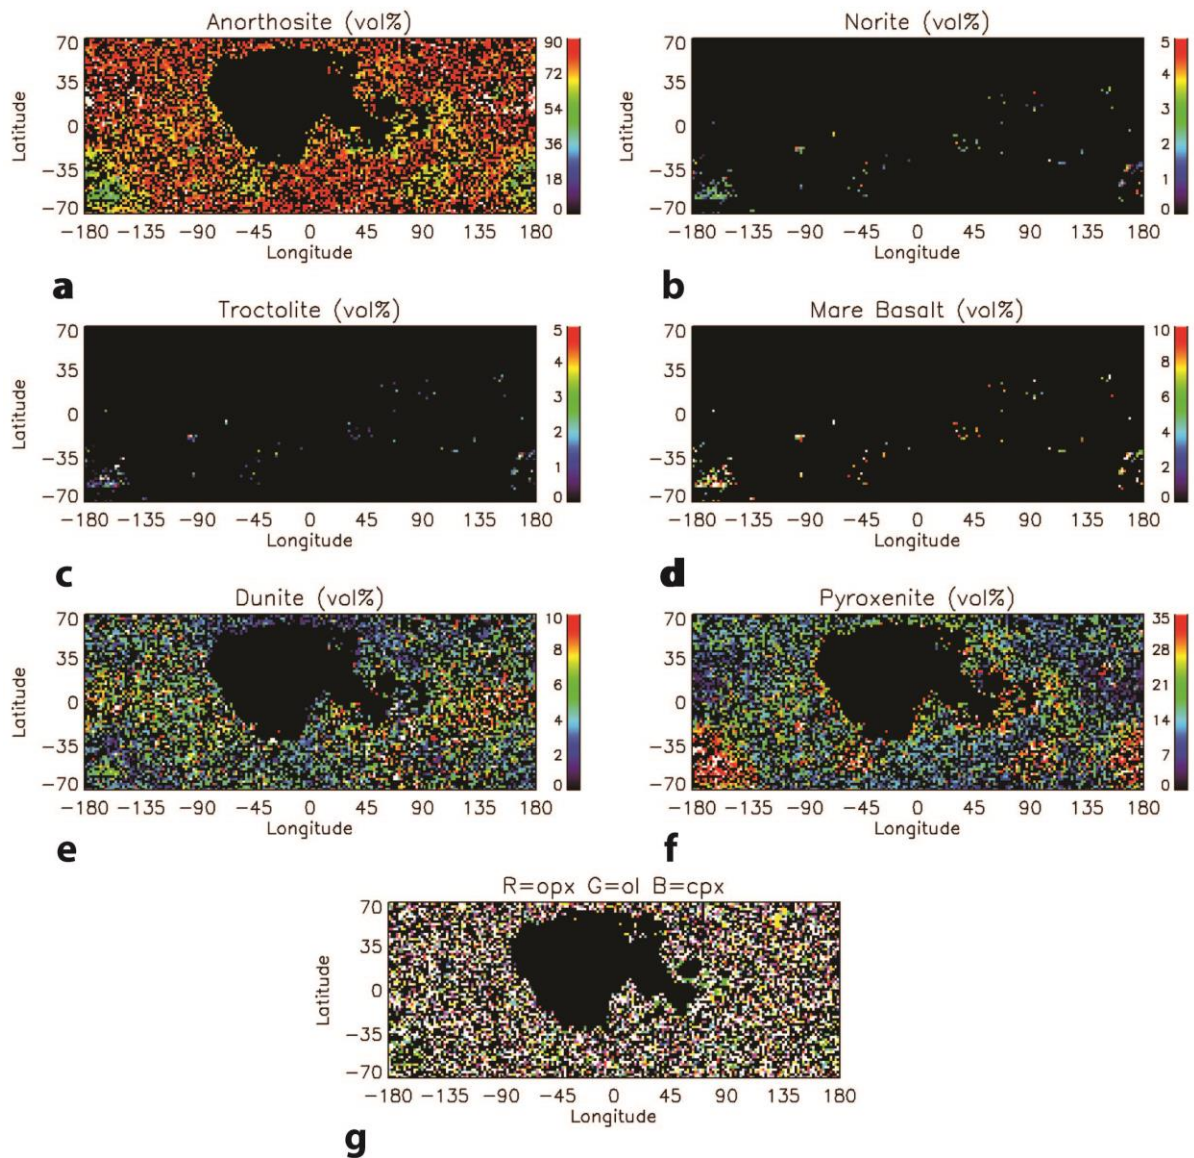 Anorthosite (vol%)
Norite (vol%)
70
35
0
−35
−70
Latitude
90
72
54
36
18
0
−180 −135 −90 −45 0 45 90 135 180
Longitude
a
70
35
0
−35
−70
Latitude
5
4
3
2
1
0
−180 −135 −90 −45 0 45 90 135 180
Longitude
b
Troctolite (vol%)
Mare Basalt (vol%)
70
35
0
−35
−70
Latitude
5
4
3
2
1
0
−180 −135 −90 −45 0 45 90 135 180
Longitude
c
70
35
0
−35
−70
Latitude
10
8
6
4
2
0
−180 −135 −90 −45 0 45 90 135 180
Longitude
d
Dunite (vol%)
Pyroxenite (vol%)
70
35
0
−35
−70
Latitude
10
8
6
4
2
0
−180 −135 −90 −45 0 45 90 135 180
Longitude
e
70
35
0
−35
−70
Latitude
35
28
21
14
7
0
−180 −135 −90 −45 0 45 90 135 180
Longitude
f
R=opx G=ol B=cpx
70
35
0
−35
−70
Latitude
−180 −135 −90 −45 0 45 90 135 180
Longitude
g